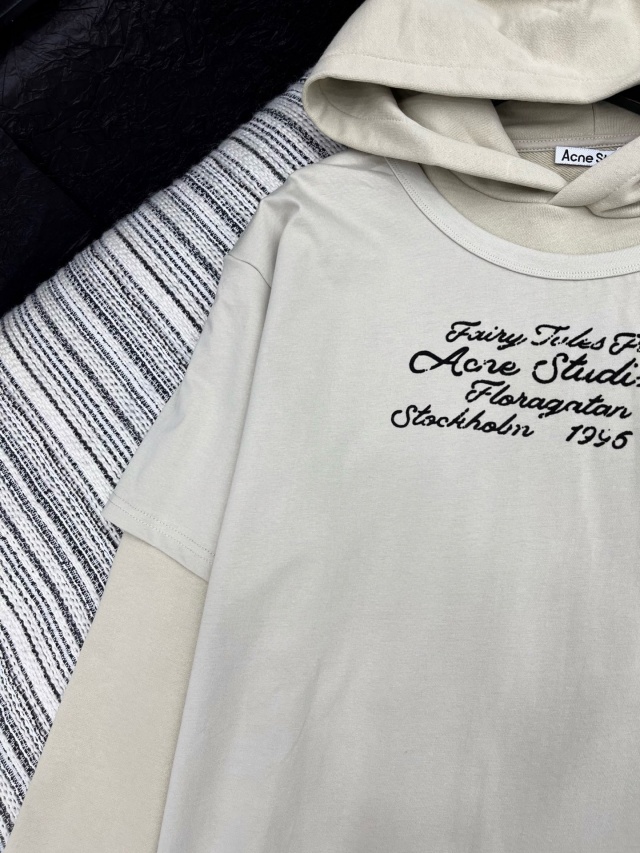 Acne St
Fairy Tales F
Acne Studi
Floragatan
Stockholm 1996